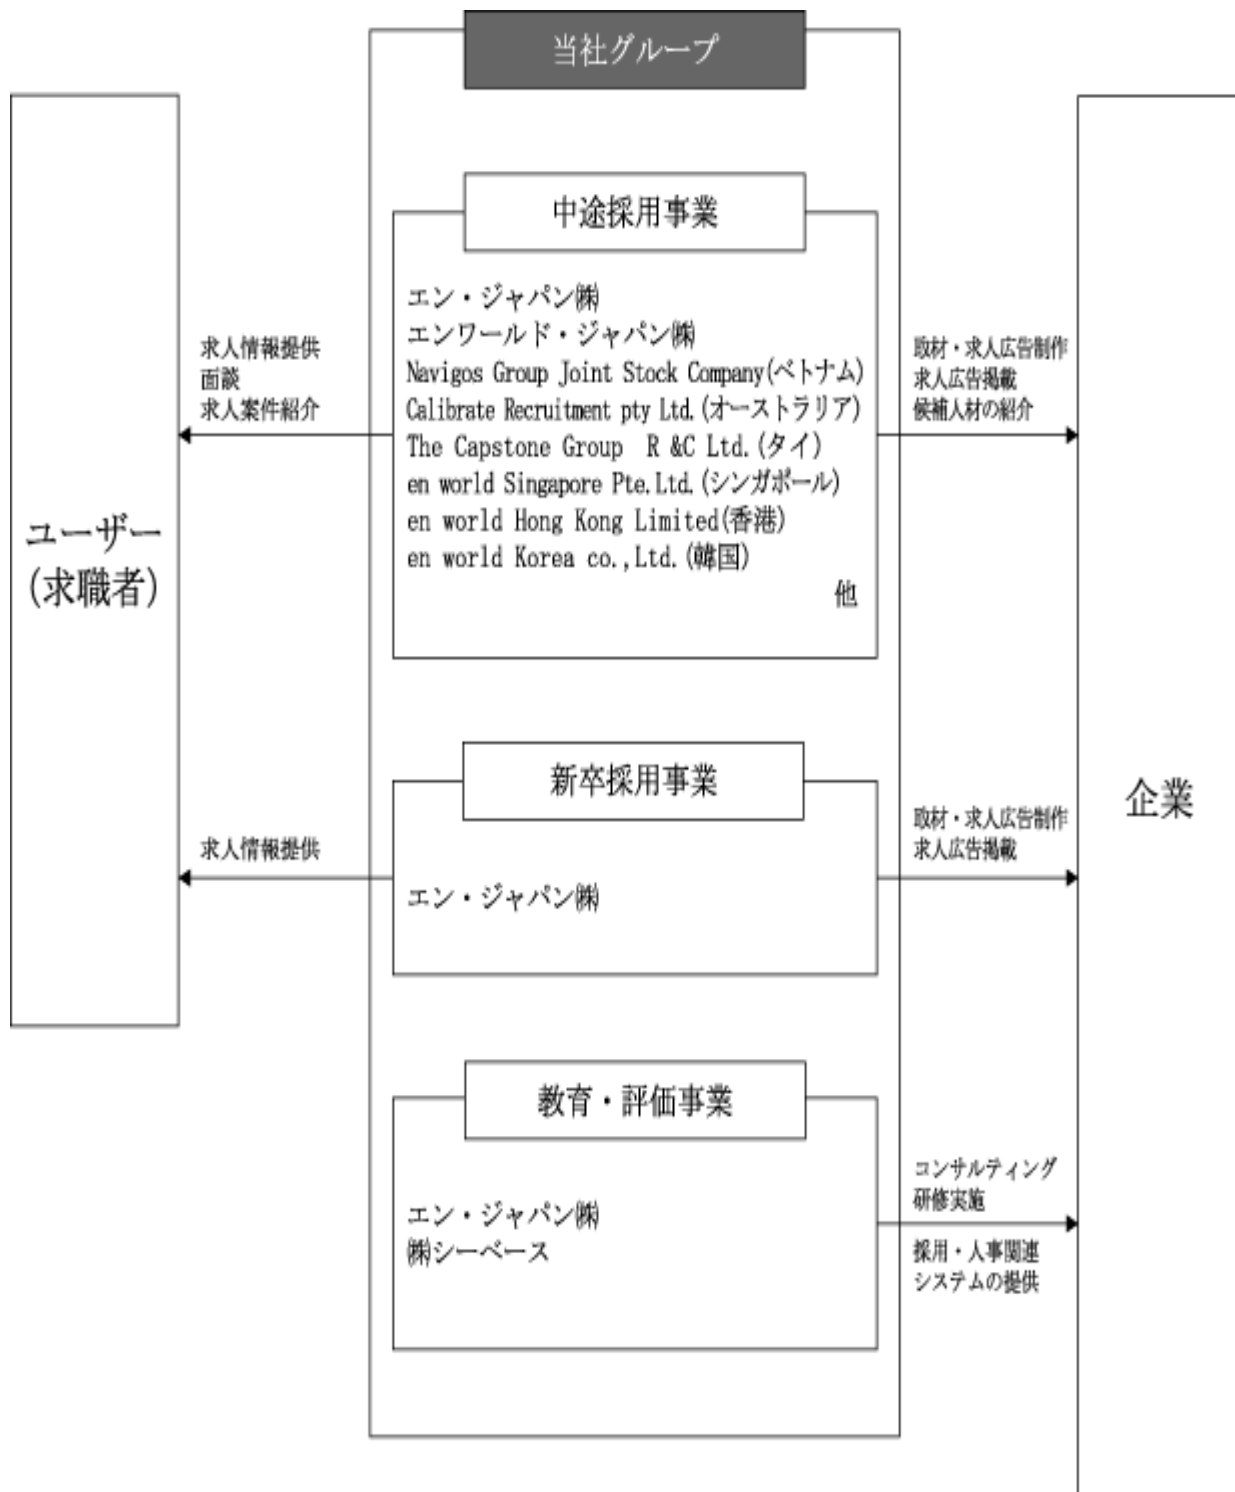 当社グループ
ユーザー
(求職者)
求人情報提供
面談
求人案件紹介
中途採用事業
エン・ジャパン㈱
エンワールド・ジャパン㈱
Navigos Group Joint Stock Company(ベトナム)
Calibrate Recruitment pty Ltd.(オーストラリア)
The Capstone Group R &C Ltd.(タイ)
en world Singapore Pte.Ltd.(シンガポール)
en world Hong Kong Limited(香港)
en world Korea co.,Ltd.(韓国)
他
取材・求人広告制作
求人広告掲載
候補人材の紹介
企業
求人情報提供
新卒採用事業
エン・ジャパン㈱
取材・求人広告制作
求人広告掲載
教育・評価事業
エン・ジャパン㈱
㈱シーベース
コンサルティング
研修実施
採用・人事関連
システムの提供